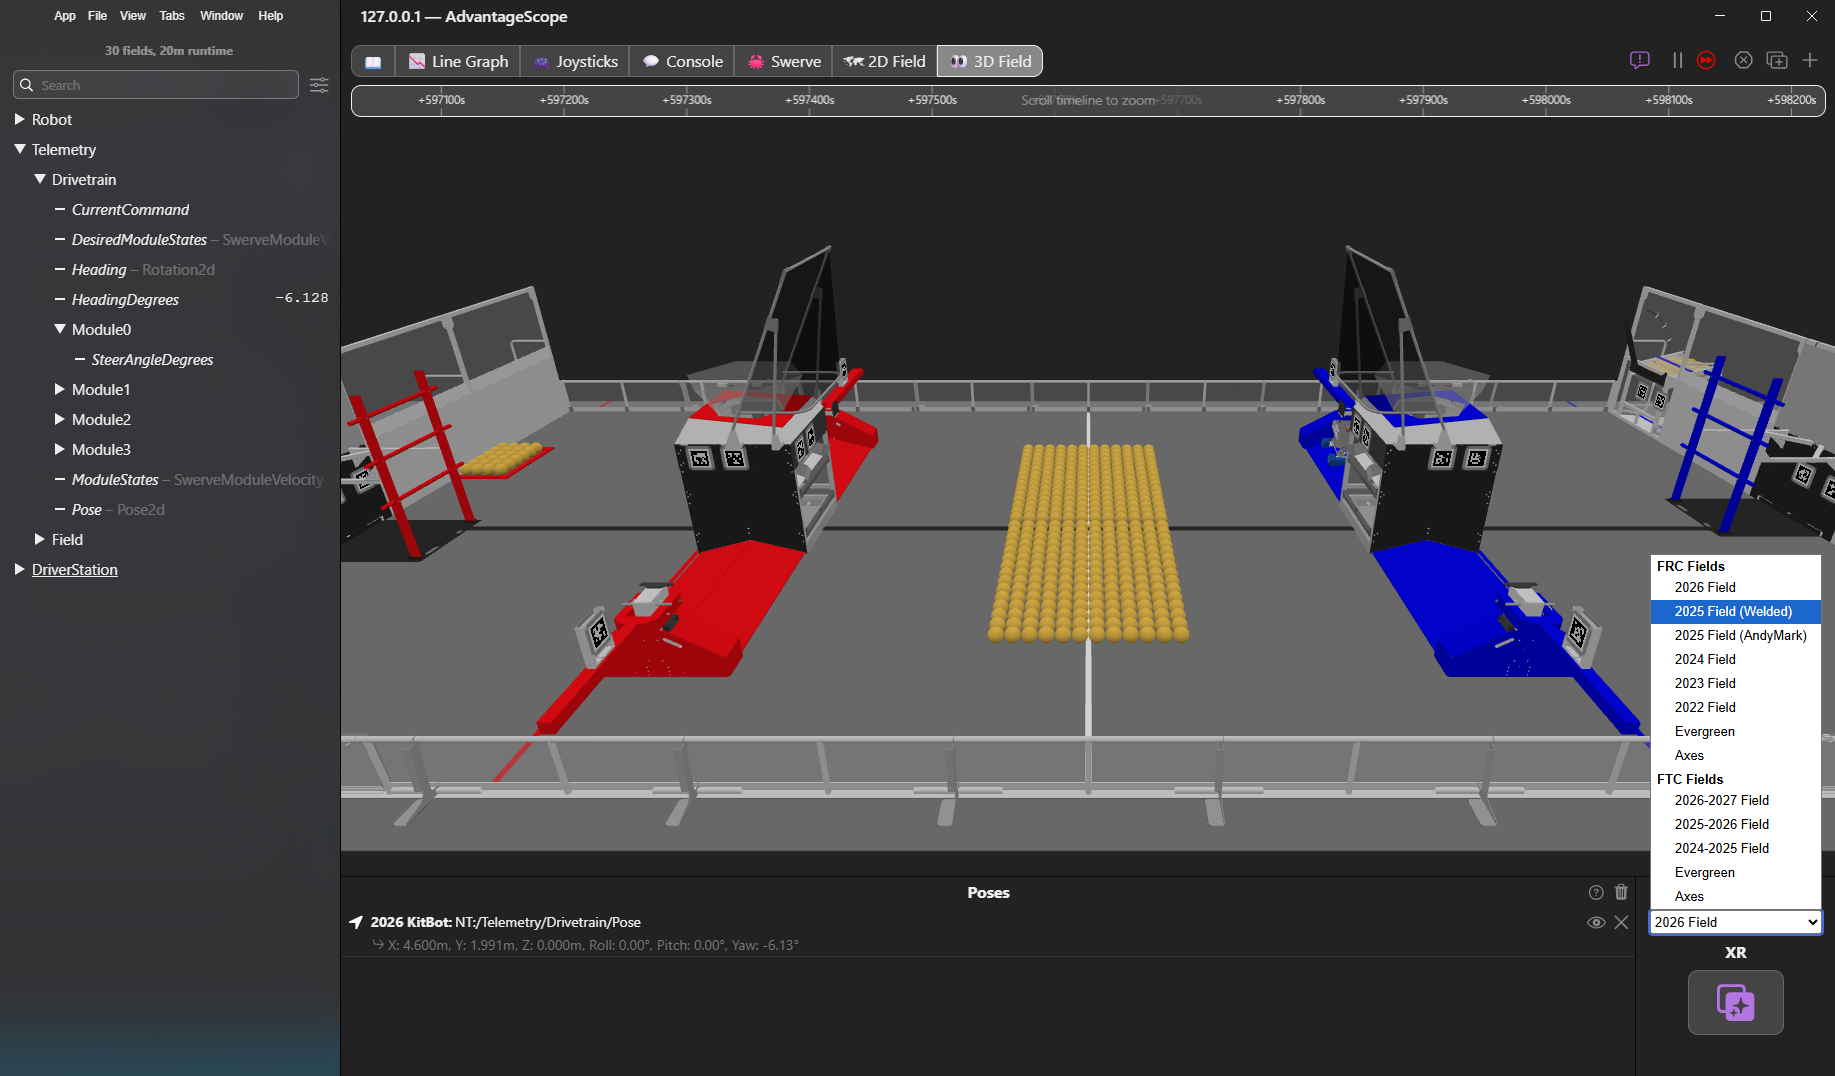 App File View Tabs Window Help
127.0.0.1 — AdvantageScope
30 fields, 20m runtime
Search
Line Graph Joysticks Console Swerve 2D Field 3D Field
+597100s +597200s +597300s +597400s +597500s Scroll timeline to zoom +597700s +597800s +597900s +598000s +598100s +598200s
Robot
Telemetry
Drivetrain
CurrentCommand
DesiredModuleStates – SwerveModuleV
Heading – Rotation2d
HeadingDegrees -6.128
Module0
SteerAngleDegrees
Module1
Module2
Module3
ModuleStates – SwerveModuleVelocity
Pose – Pose2d
Field
DriverStation
FRC Fields
2026 Field
2025 Field (Welded)
2025 Field (AndyMark)
2024 Field
2023 Field
2022 Field
Evergreen
Axes
FTC Fields
2026-2027 Field
2025-2026 Field
2024-2025 Field
Evergreen
Axes
2026 Field
XR
Poses
2026 KitBot: NT:/Telemetry/Drivetrain/Pose
X: 4.600m, Y: 1.991m, Z: 0.000m, Roll: 0.00°, Pitch: 0.00°, Yaw: -6.13°